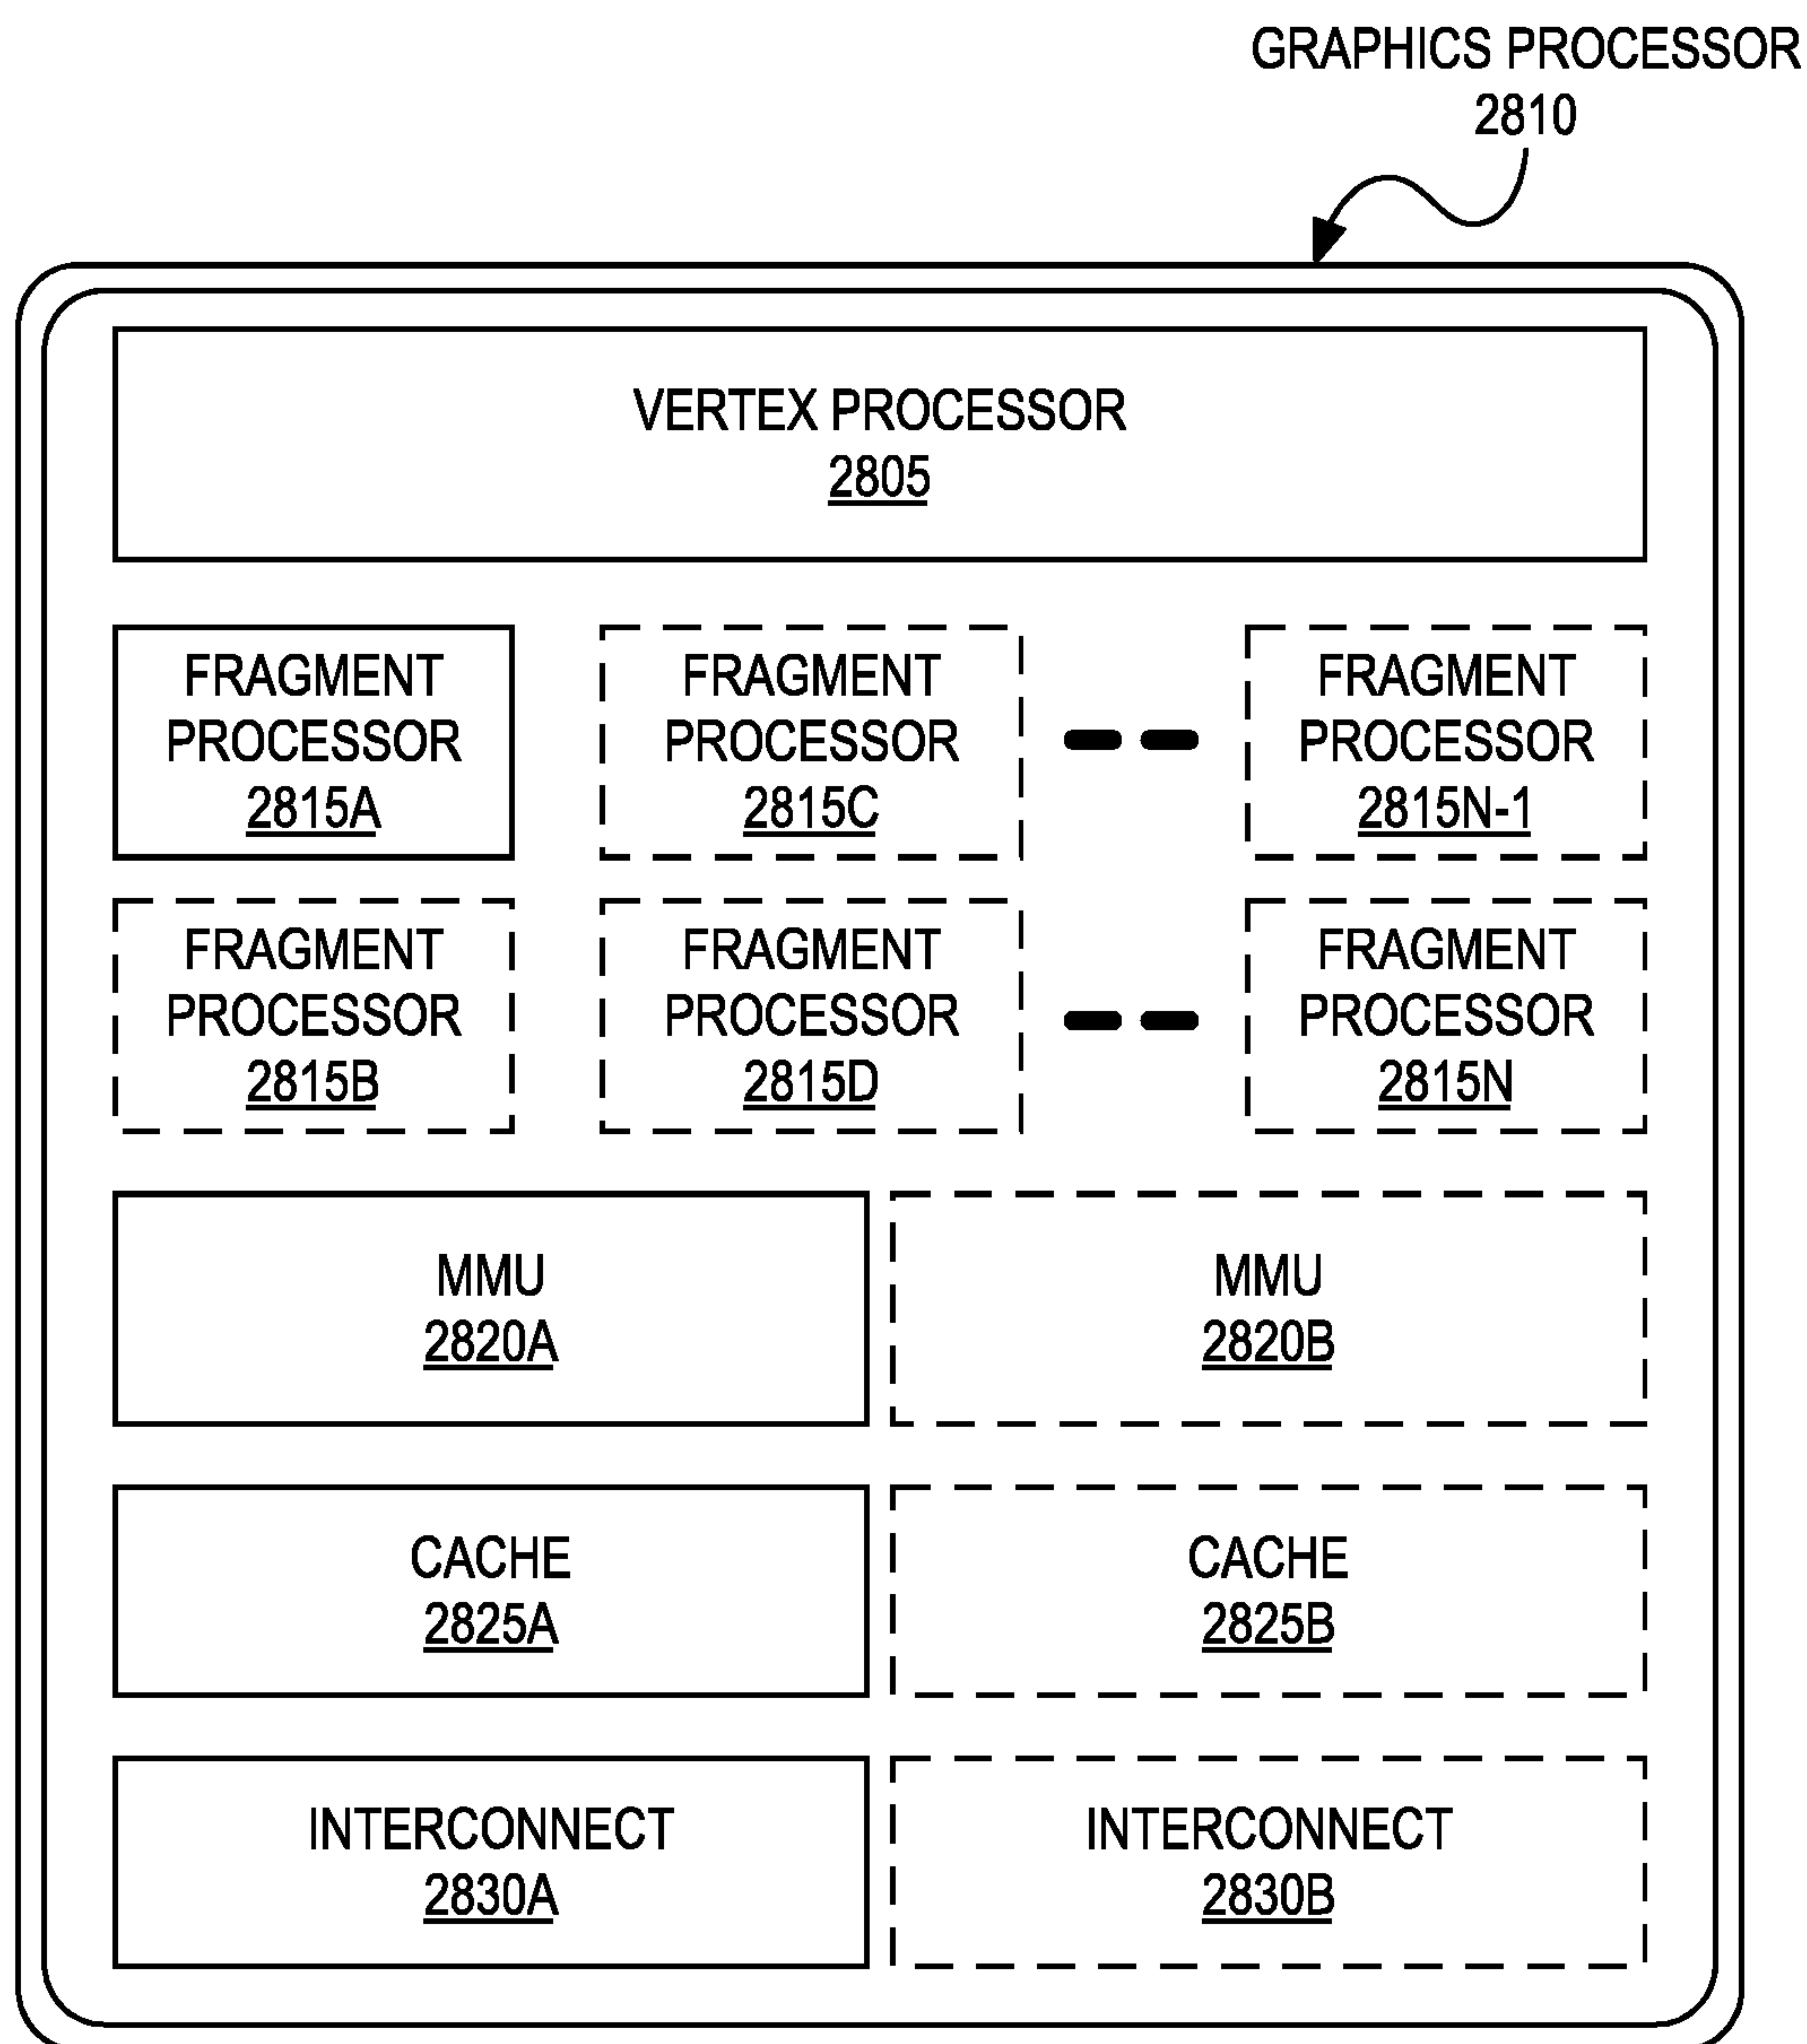 GRAPHICS PROCESSOR
2810
VERTEX PROCESSOR
2805
FRAGMENT
PROCESSOR
2815A
FRAGMENT
PROCESSOR
2815C
FRAGMENT
PROCESSOR
2815N-1
FRAGMENT
PROCESSOR
2815B
FRAGMENT
PROCESSOR
2815D
FRAGMENT
PROCESSOR
2815N
MMU
2820A
MMU
2820B
CACHE
2825A
CACHE
2825B
INTERCONNECT
2830A
INTERCONNECT
2830B